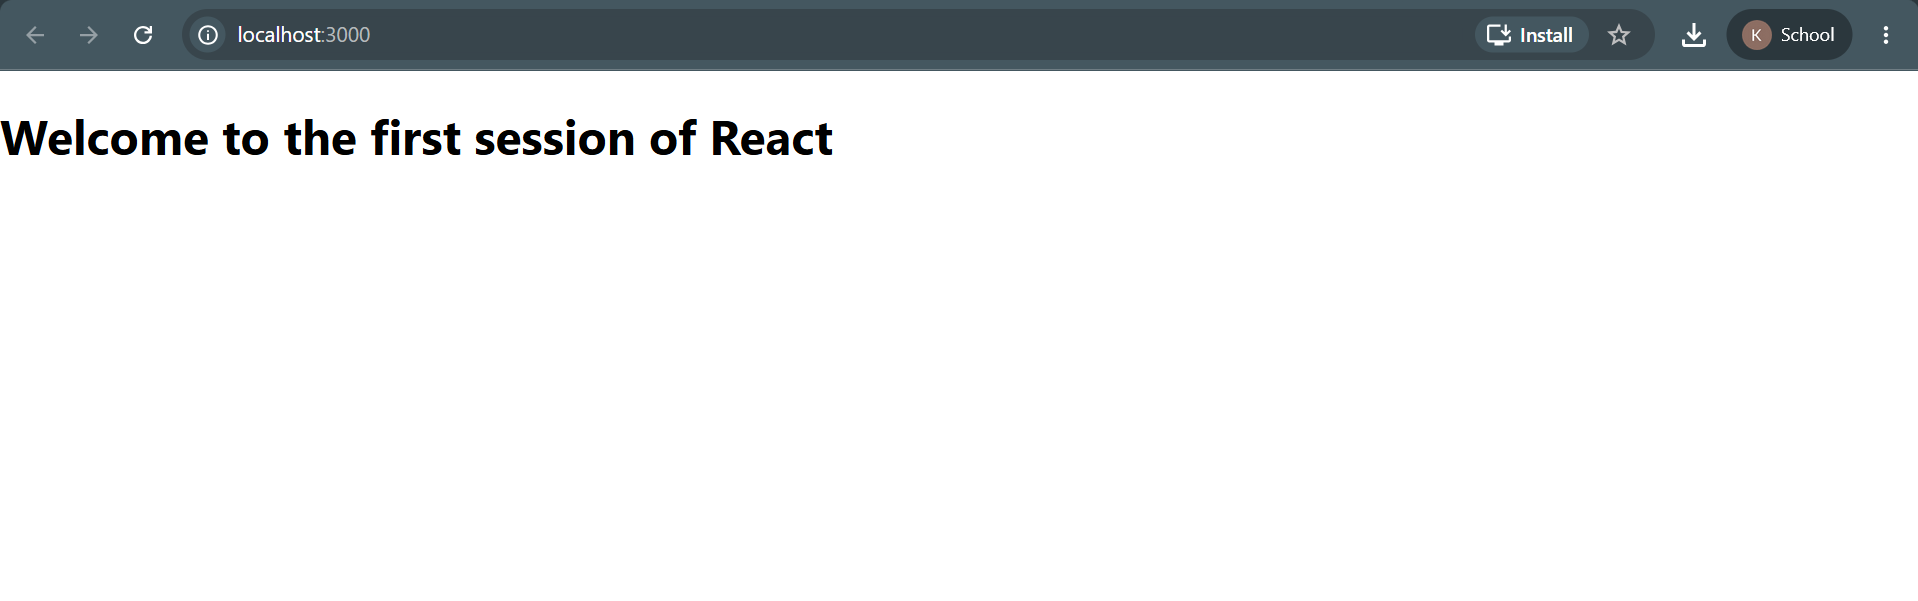 localhost:3000
Install
K
School
Welcome to the first session of React